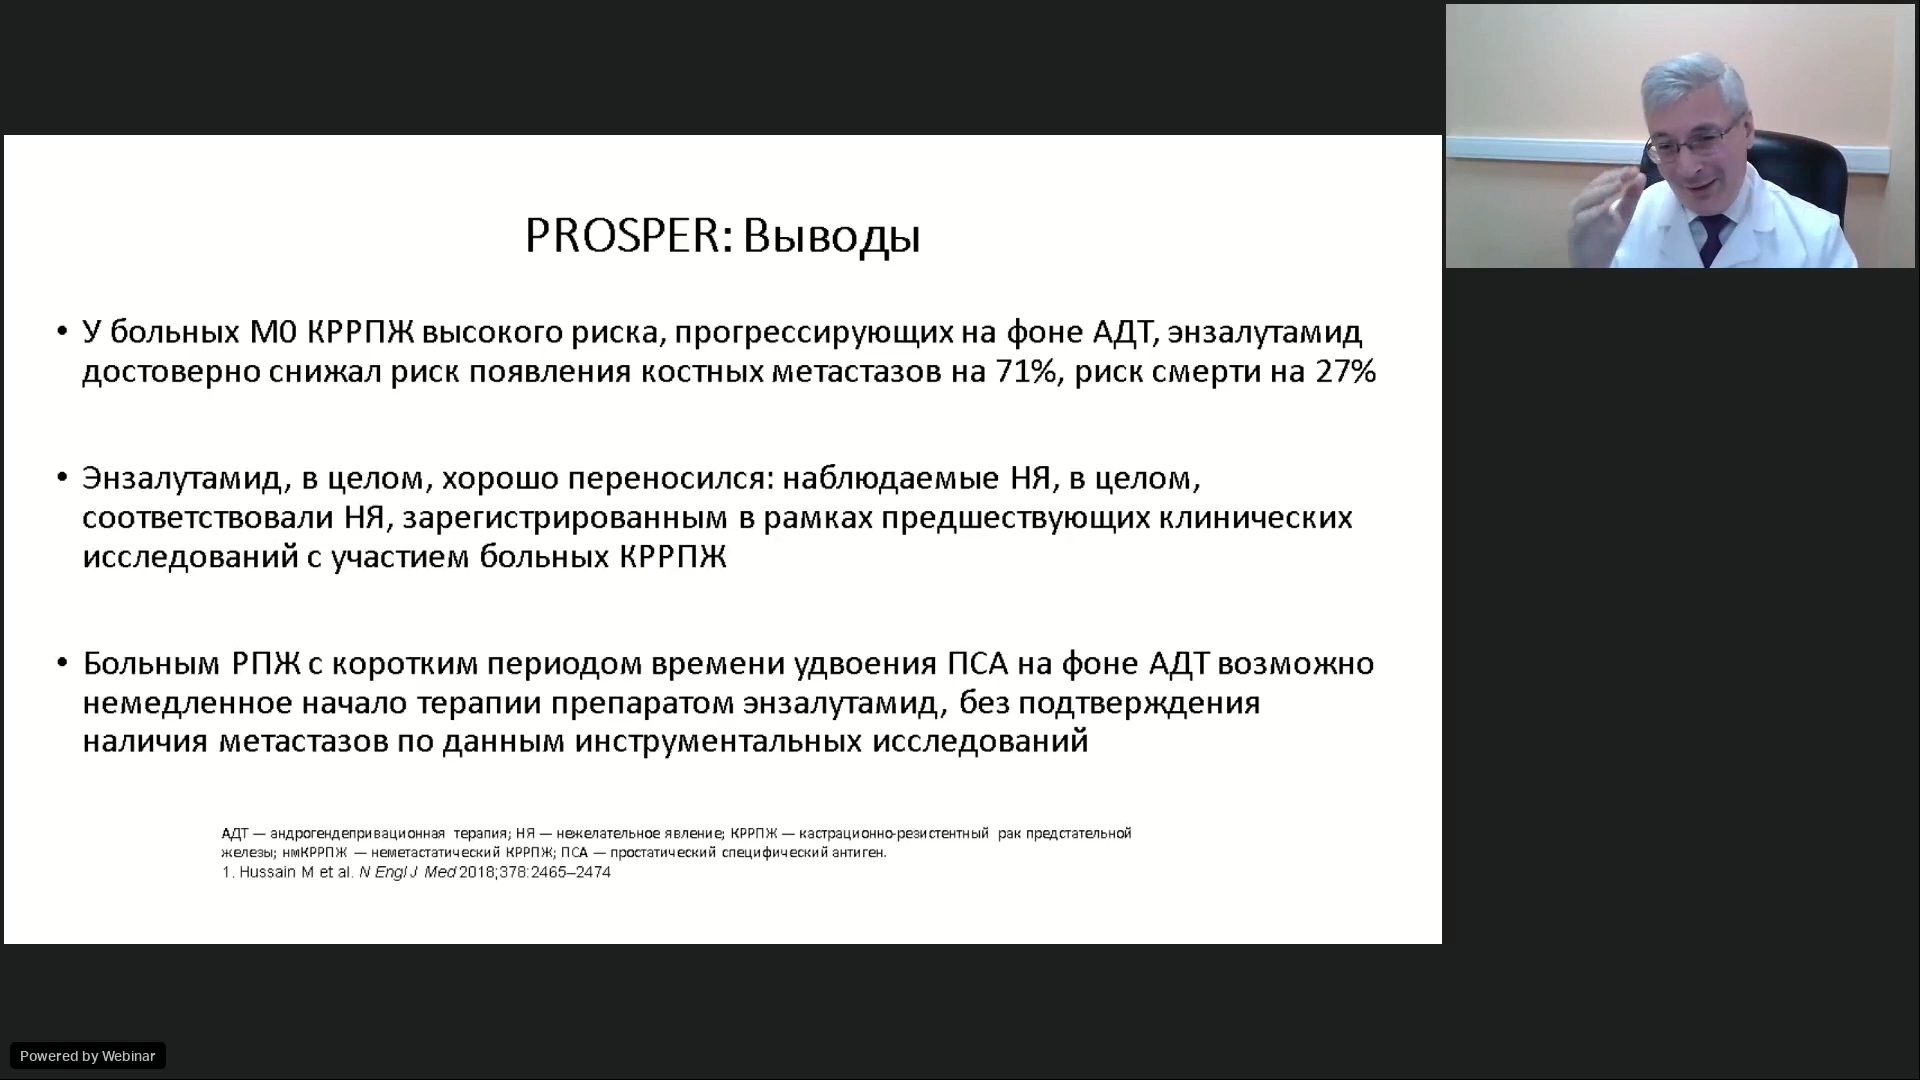 PROSPER: Выводы
• У больных М0 КРРПЖ высокого риска, прогрессирующих на фоне АДТ, энзалутамид
достоверно снижал риск появления костных метастазов на 71%, риск смерти на 27%
• Энзалутамид, в целом, хорошо переносился: наблюдаемые НЯ, в целом,
соответствовали НЯ, зарегистрированным в рамках предшествующих клинических
исследований с участием больных КРРПЖ
• Больным РПЖ с коротким периодом времени удвоения ПСА на фоне АДТ возможно
немедленное начало терапии препаратом энзалутамид, без подтверждения
наличия метастазов по данным инструментальных исследований
АДТ — андрогендепривационная терапия; НЯ — нежелательное явление; КРРПЖ — кастрационно-резистентный рак предстательной
железы; нмКРРПЖ — неметастатический КРРПЖ; ПСА — простатический специфический антиген.
1. Hussain M et al. N Engl J Med 2018;378:2465–2474
Powered by Webinar